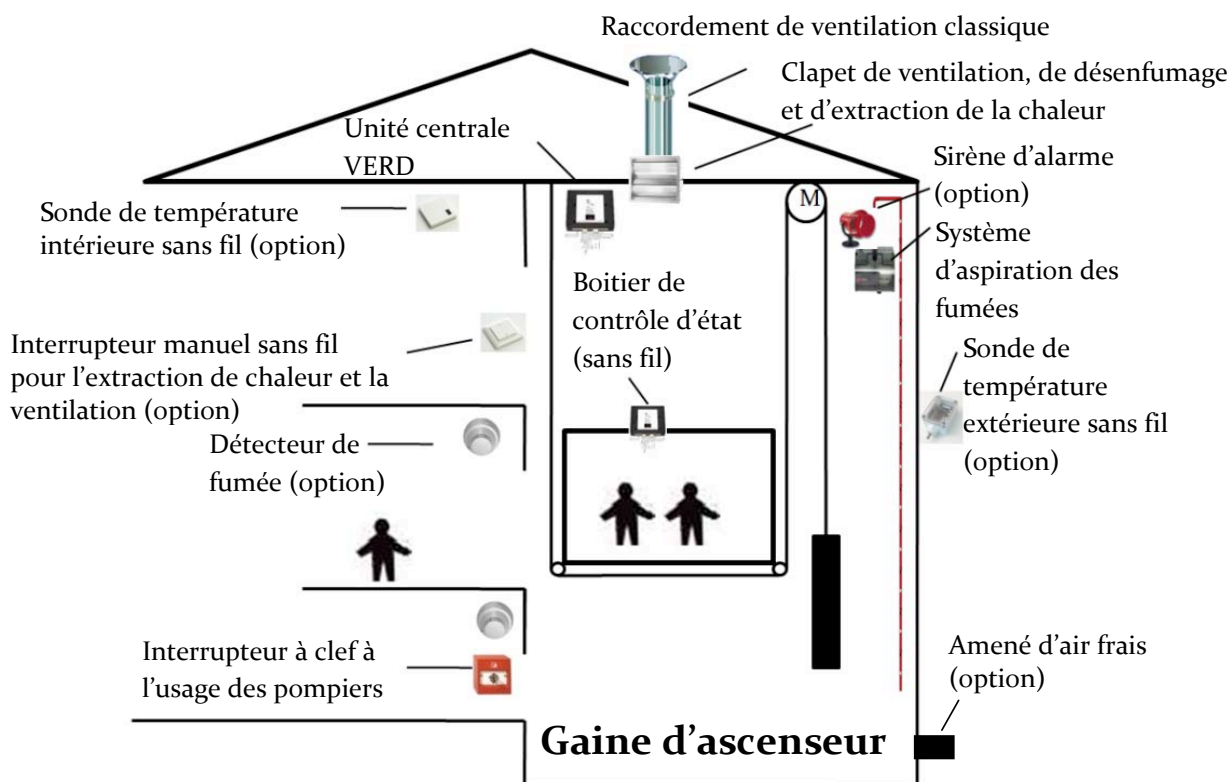 Raccordement de ventilation classique
Clapet de ventilation, de désenfumage
et d'extraction de la chaleur
Unité centrale
VERD
Sirène d'alarme
(option)
Sonde de température
intérieure sans fil (option)
M
Système
d'aspiration des
fumées
Boitier de
contrôle d'état
(sans fil)
Interrupteur manuel sans fil
pour l'extraction de chaleur et la
ventilation (option)
Sonde de
température
extérieure sans fil
(option)
Détecteur de
fumée (option)
Interrupteur à clef à
l'usage des pompiers
Amené d'air frais
(option)
Gaine d'ascenseur